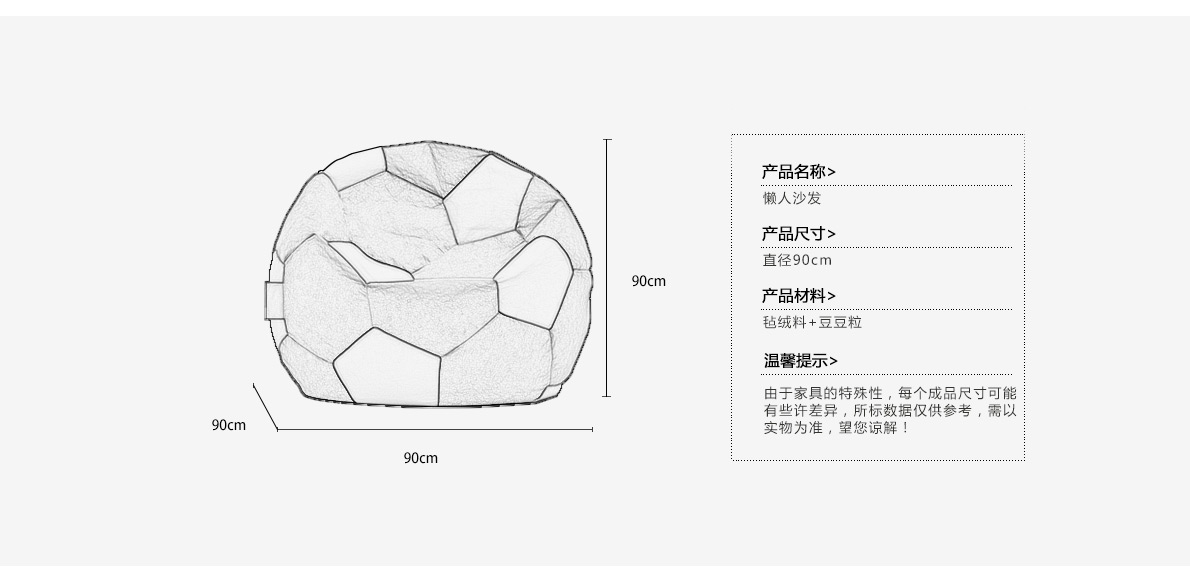 90cm
90cm
90cm
产品名称>
懒人沙发
产品尺寸>
直径90cm
产品材料>
毡绒料+豆豆粒
温馨提示>
由于家具的特殊性，每个成品尺寸可能
有些许差异，所标数据仅供参考，需以
实物为准，望您谅解！